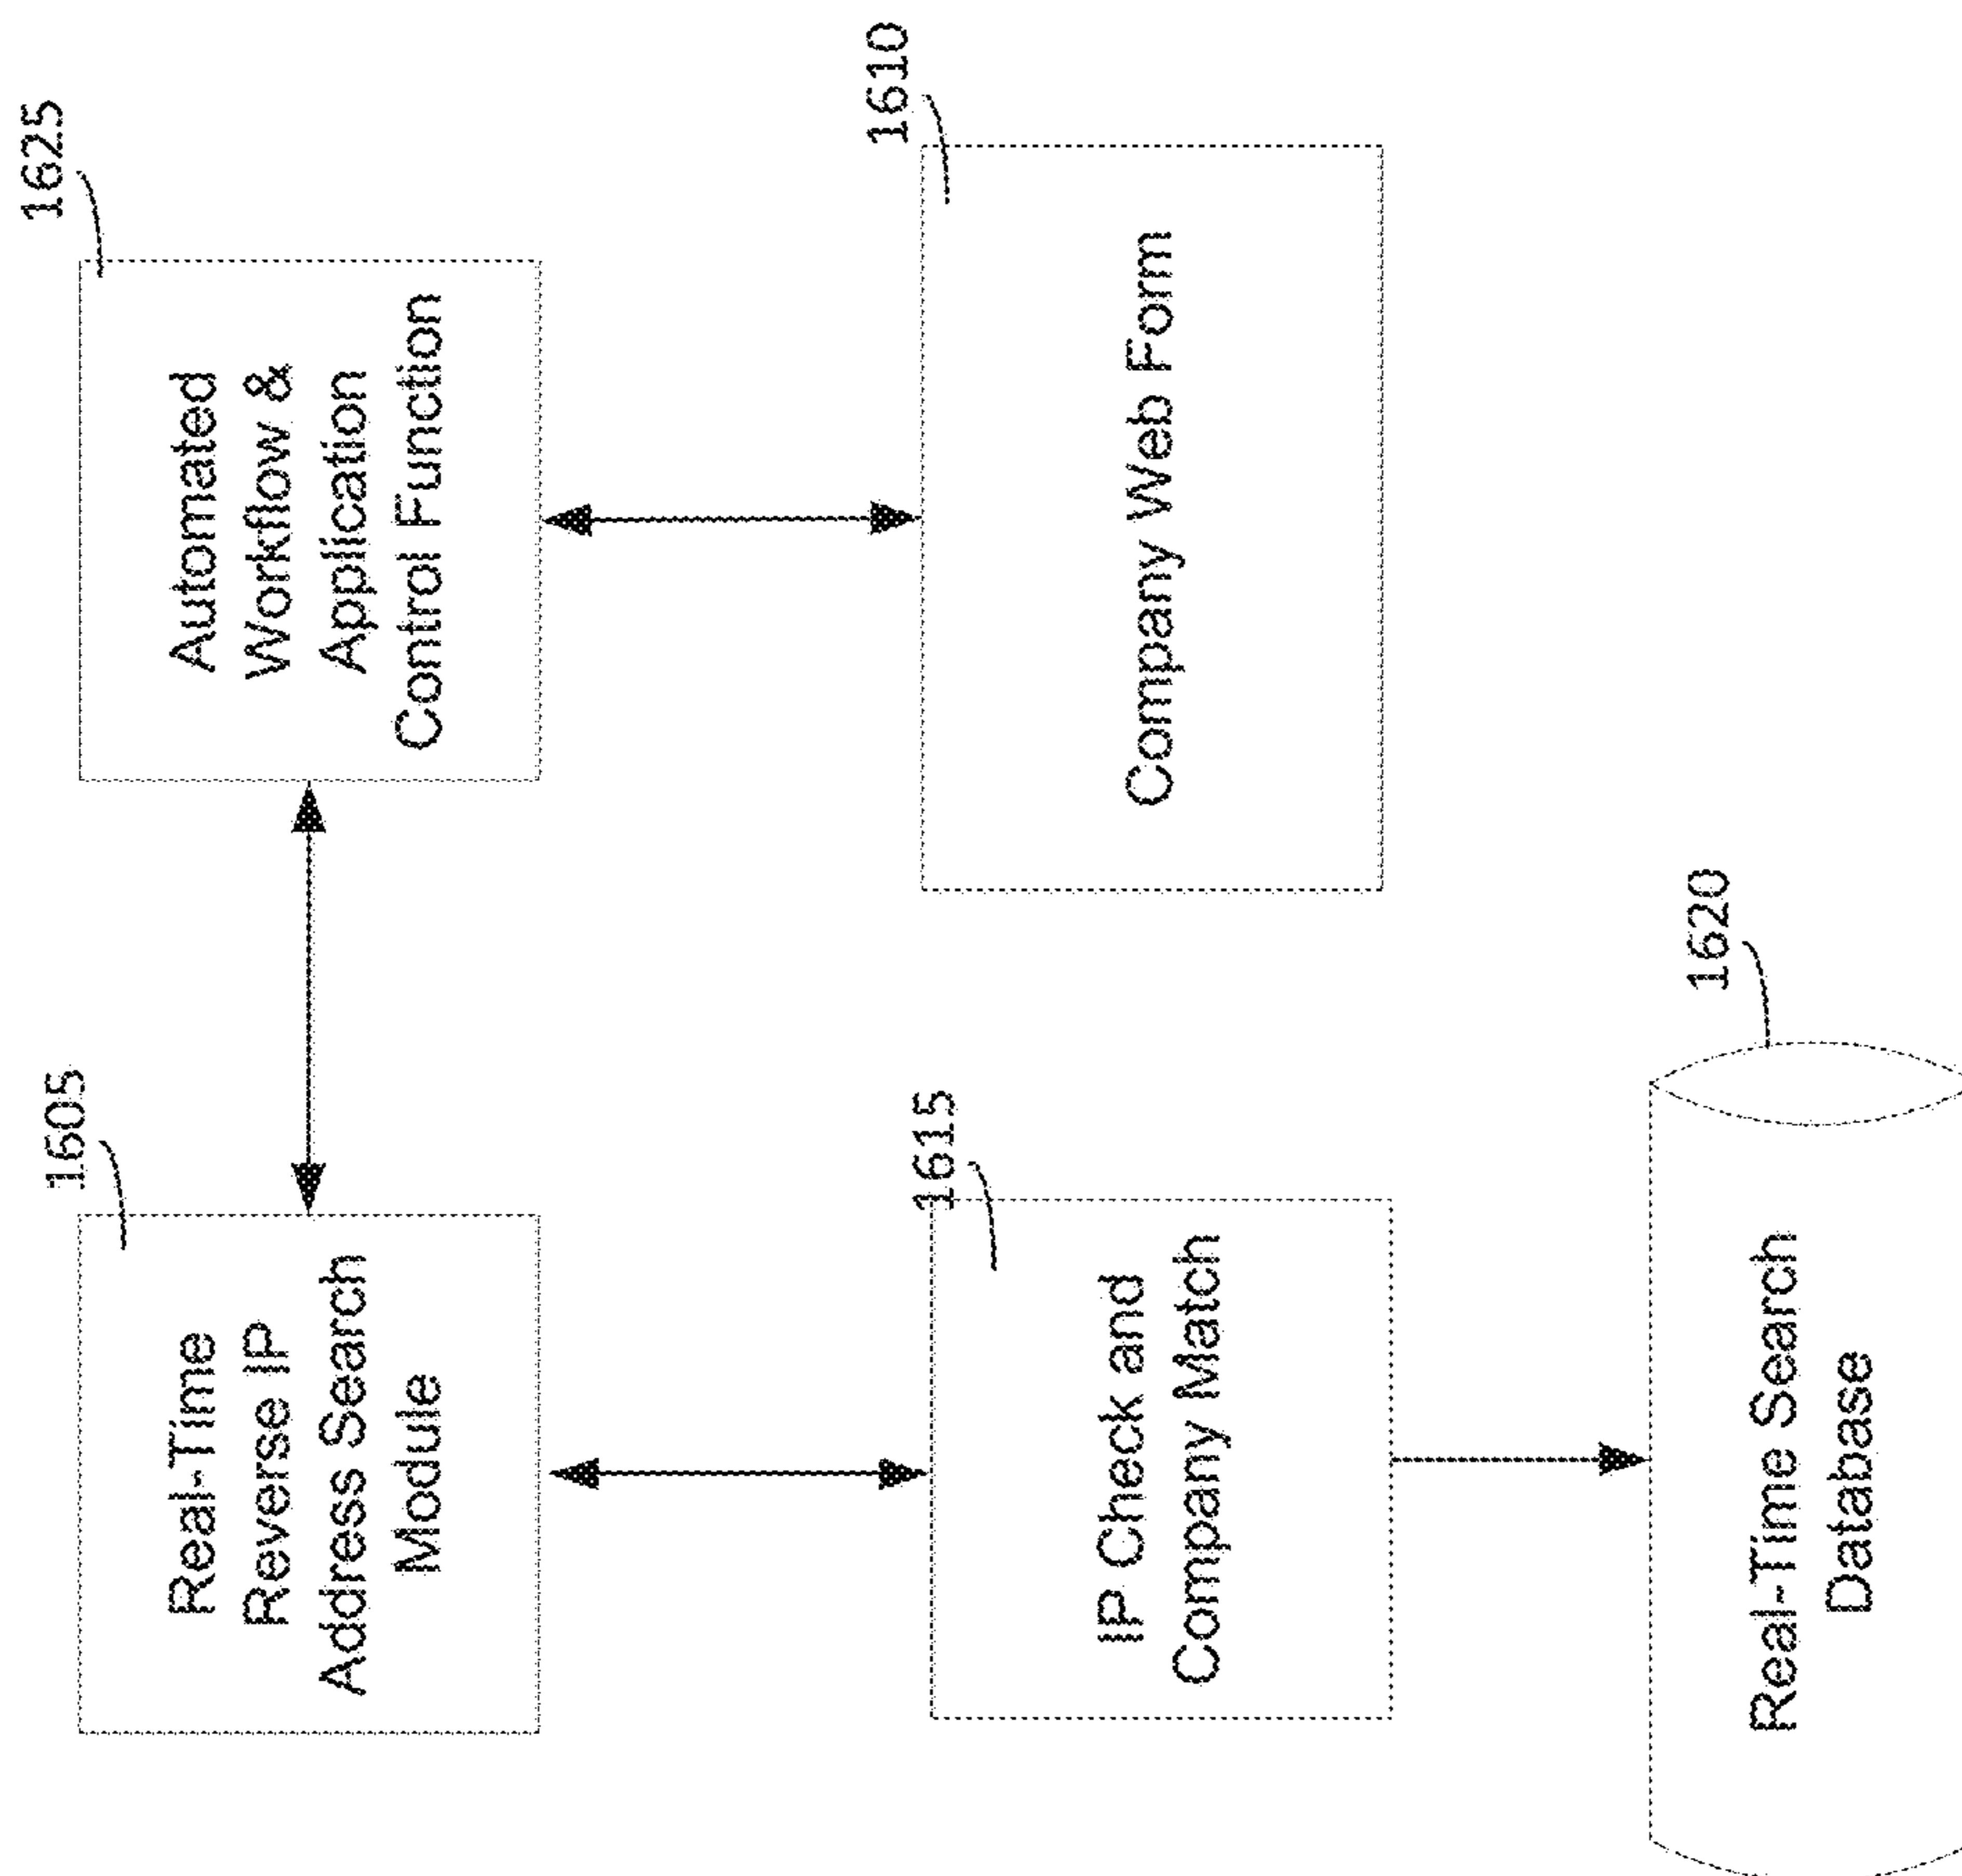 1605
Real-Time
Reverse IP
Address Search
Module
1625
Automated
Workflow &
Application
Control Function
1615
IP Check and
Company Match
1610
Company Web Form
1620
Real-Time Search
Database